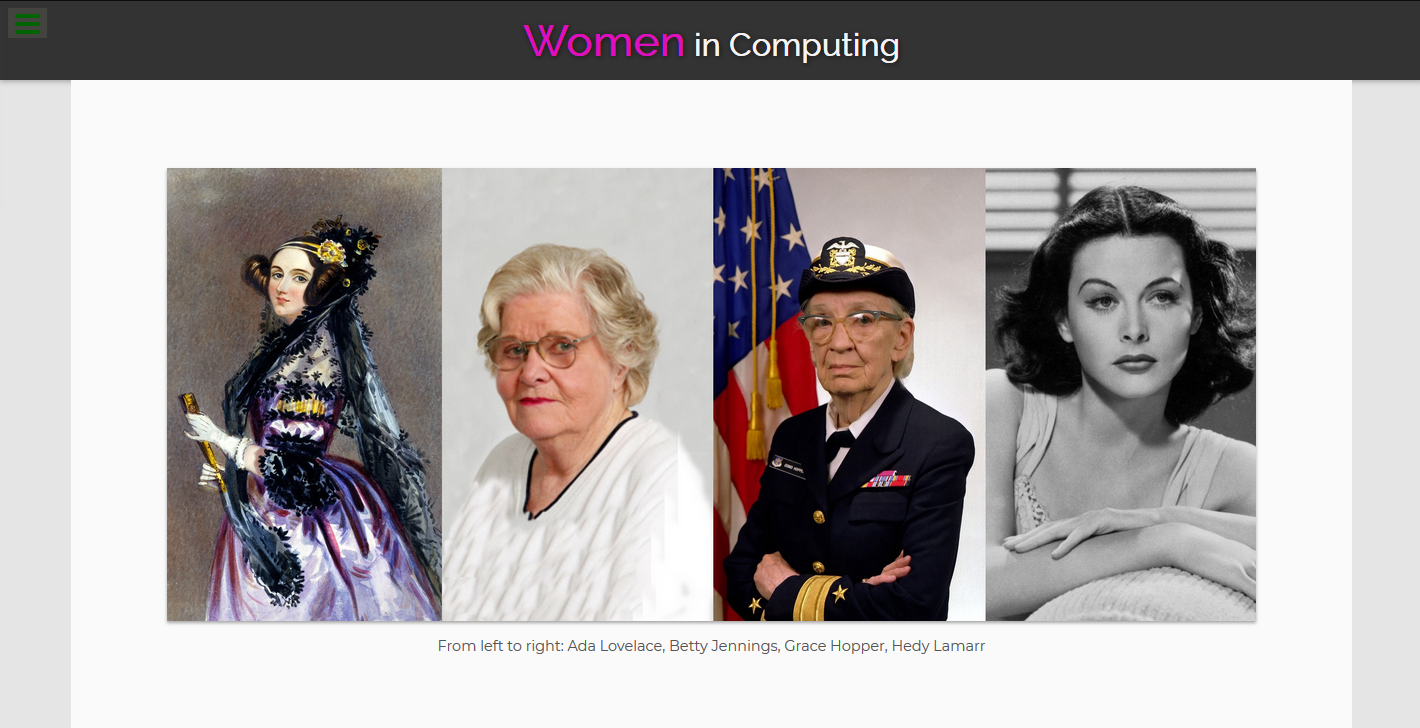 Women in Computing
From left to right: Ada Lovelace, Betty Jennings, Grace Hopper, Hedy Lamarr